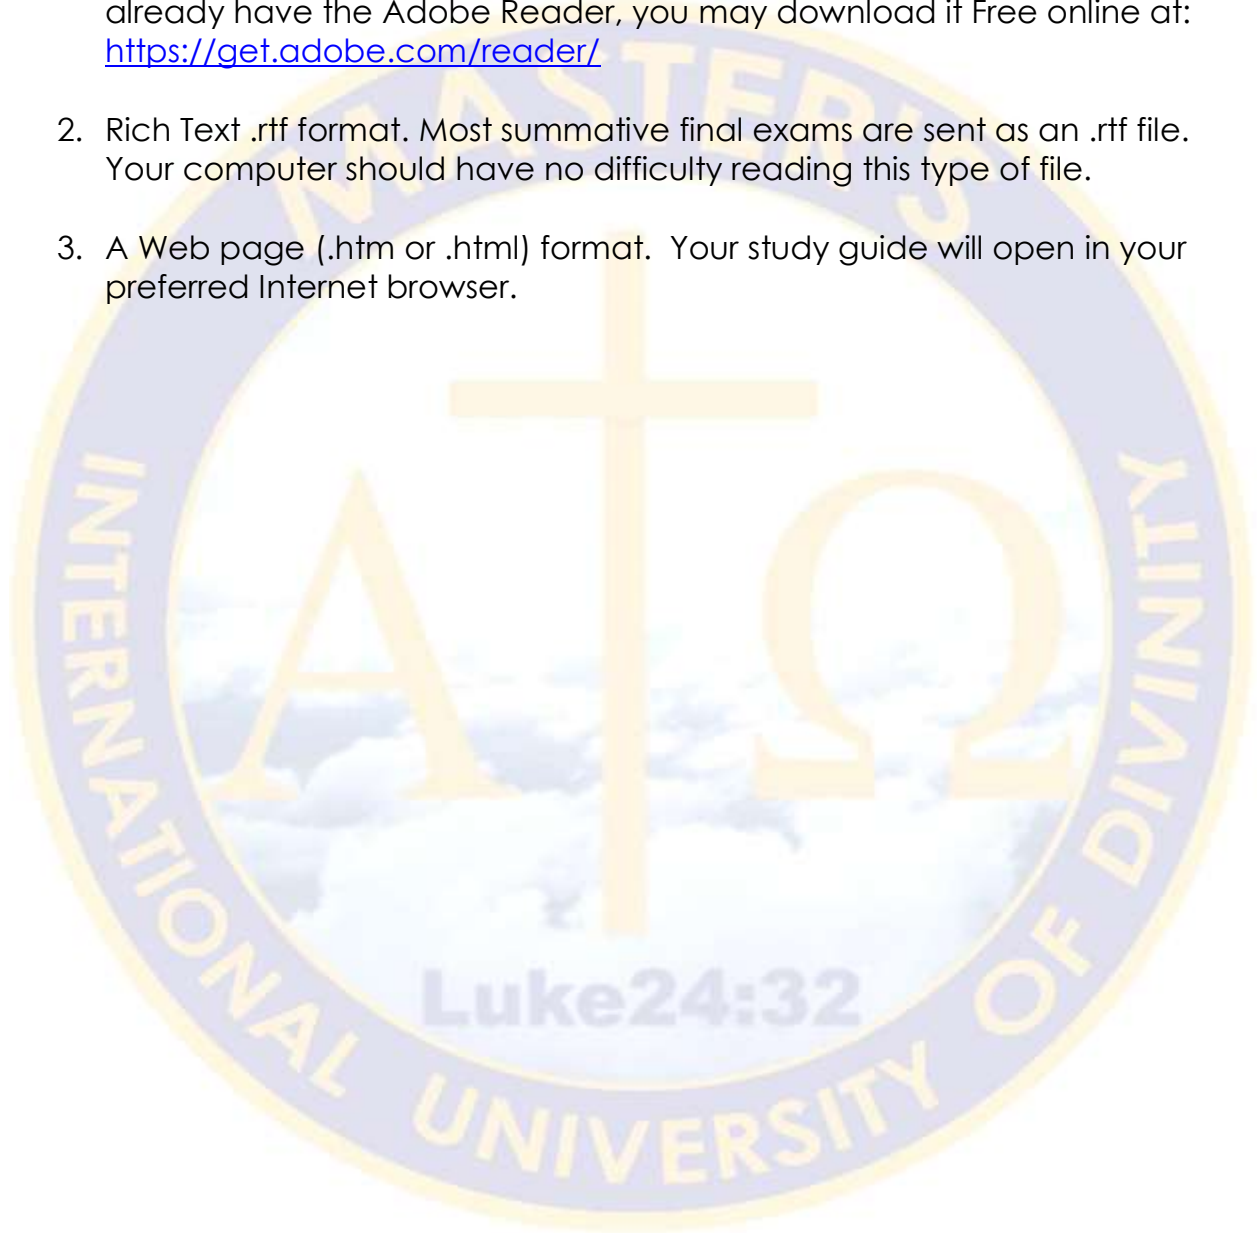 already have the Adobe Reader, you may download it Free online at:
https://get.adobe.com/reader/
2. Rich Text .rtf format. Most summative final exams are sent as an .rtf file.
Your computer should have no difficulty reading this type of file.
3. A Web page (.htm or .html) format.  Your study guide will open in your
preferred Internet browser.
MASTER'S
INTERNATIONAL UNIVERSITY OF DIVINITY
Α Ω
Luke24:32